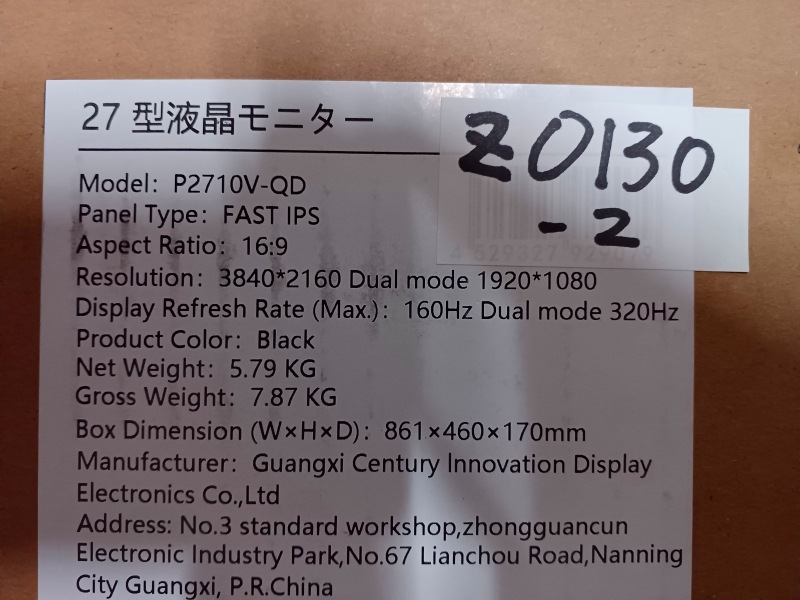 27 型液晶モニター
Z0130
-2
4 529327 929079
Model: P2710V-QD
Panel Type: FAST IPS
Aspect Ratio: 16:9
Resolution: 3840*2160 Dual mode 1920*1080
Display Refresh Rate (Max.): 160Hz Dual mode 320Hz
Product Color: Black
Net Weight: 5.79 KG
Gross Weight: 7.87 KG
Box Dimension (W×H×D): 861×460×170mm
Manufacturer: Guangxi Century Innovation Display
Electronics Co.,Ltd
Address: No.3 standard workshop,zhongguancun
Electronic Industry Park,No.67 Lianchou Road,Nanning
City Guangxi, P.R.China